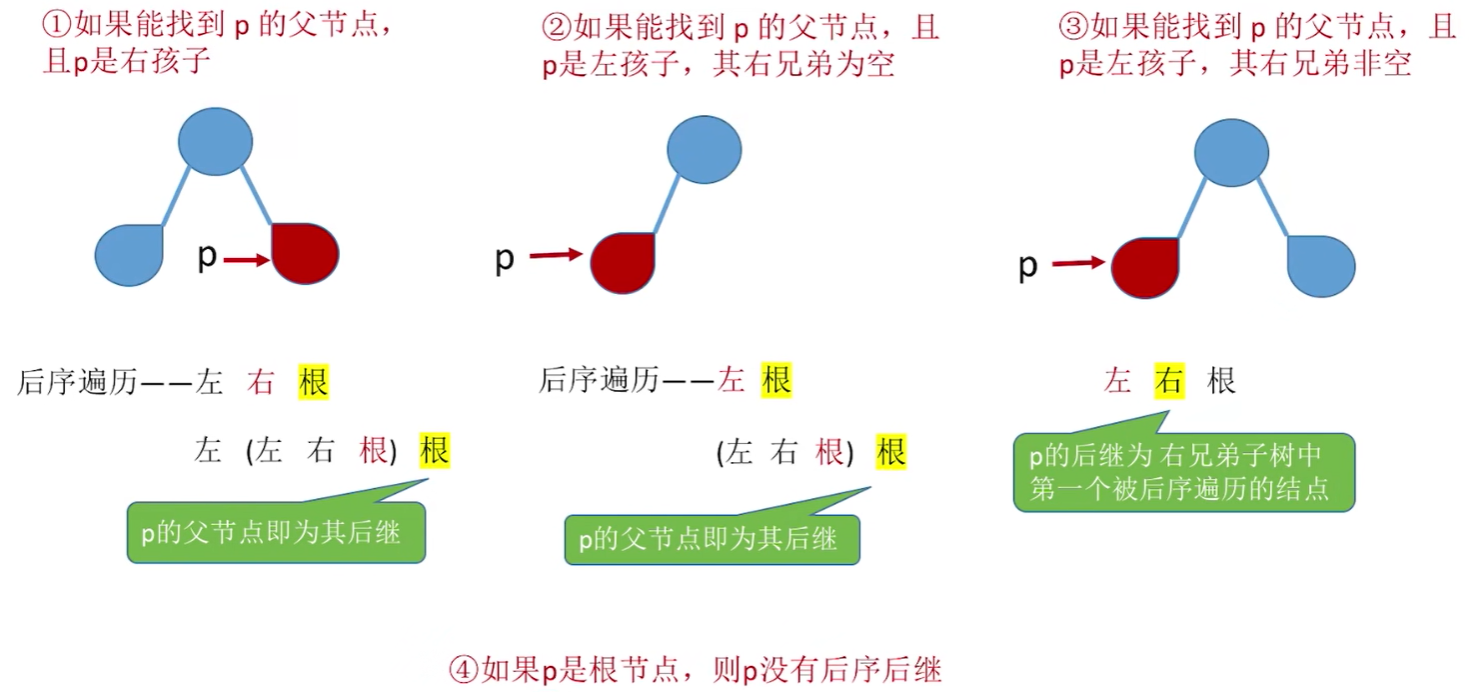 ①如果能找到 p 的父节点，
且p是右孩子
p
后序遍历——左 右 根
左 (左 右 根) 根
p的父节点即为其后继
②如果能找到 p 的父节点，且
p是左孩子，其右兄弟为空
p
后序遍历——左 根
(左 右 根) 根
p的父节点即为其后继
③如果能找到 p 的父节点，且
p是左孩子，其右兄弟非空
p
左 右 根
p的后继为 右兄弟子树中
第一个被后序遍历的结点
④如果p是根节点，则p没有后序后继